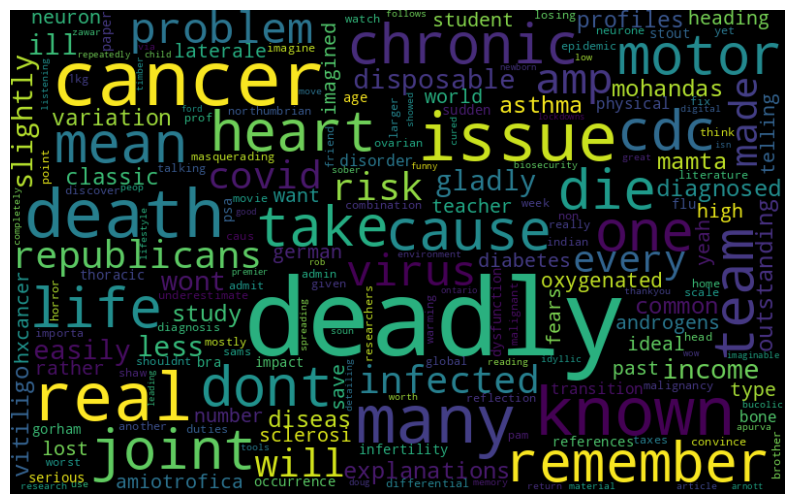 neuron
problem
chronic
student
profiles
heading
watch
follows
losing
neurone
stout
yet
paper
zawar
repeatedly
child
ill
laterale
imagined
epidemic
low
motor
slightly
cancer
timber
imagine
move
disposable
amp
mohandas
1kg
variation
ford
northumbrian
age
world
asthma
physical
fix
digital
made
telling
listening
prof
heart
larger
showed
sudden
issue
cdc
think
isn
point
mean
masquerading
friend
ovarian
cured
lockdowns
talking
disorder
sober
funny
biosecurity
mamta
great
classic
covid
want
risk
gladly
die
literature
diagnosed
discover
peop
movie
combination
week
flu
completely
death
psa
teacher
non
really
high
yeah
lifestyle
good
take
cause
indian
one
team
outstanding
republicans
caus
german
diabetes
every
thoracic
admit
admin
rob
environment
oxygenated
home
horror
premier
given
virus
fears
scale
importa
underestimate
deadly
common
life
study
spreading
ontario
dysfunction
malignant
thankyou
androgens
diagnosis
soun
researchers
warming
wow
head
vitiligohxcancer
easily
mostly
less
sams
save
global
idyllic
ideal
imaginable
rather
shaw
shouldnt
bra
impact
detailing
reading
past
income
real
leading
dont
infected
transition
malignancy
type
another
number
diseas
worth
reflection
many
known
bone
bucolic
gorham
duties
sclerosi
pam
references
taxes
apurva
lost
joint
tools
will
infertility
convince
brother
worst
serious
explanations
remember
research
use
amiotrofica
occurrence
doug
differential
memory
return
material
article
arnott